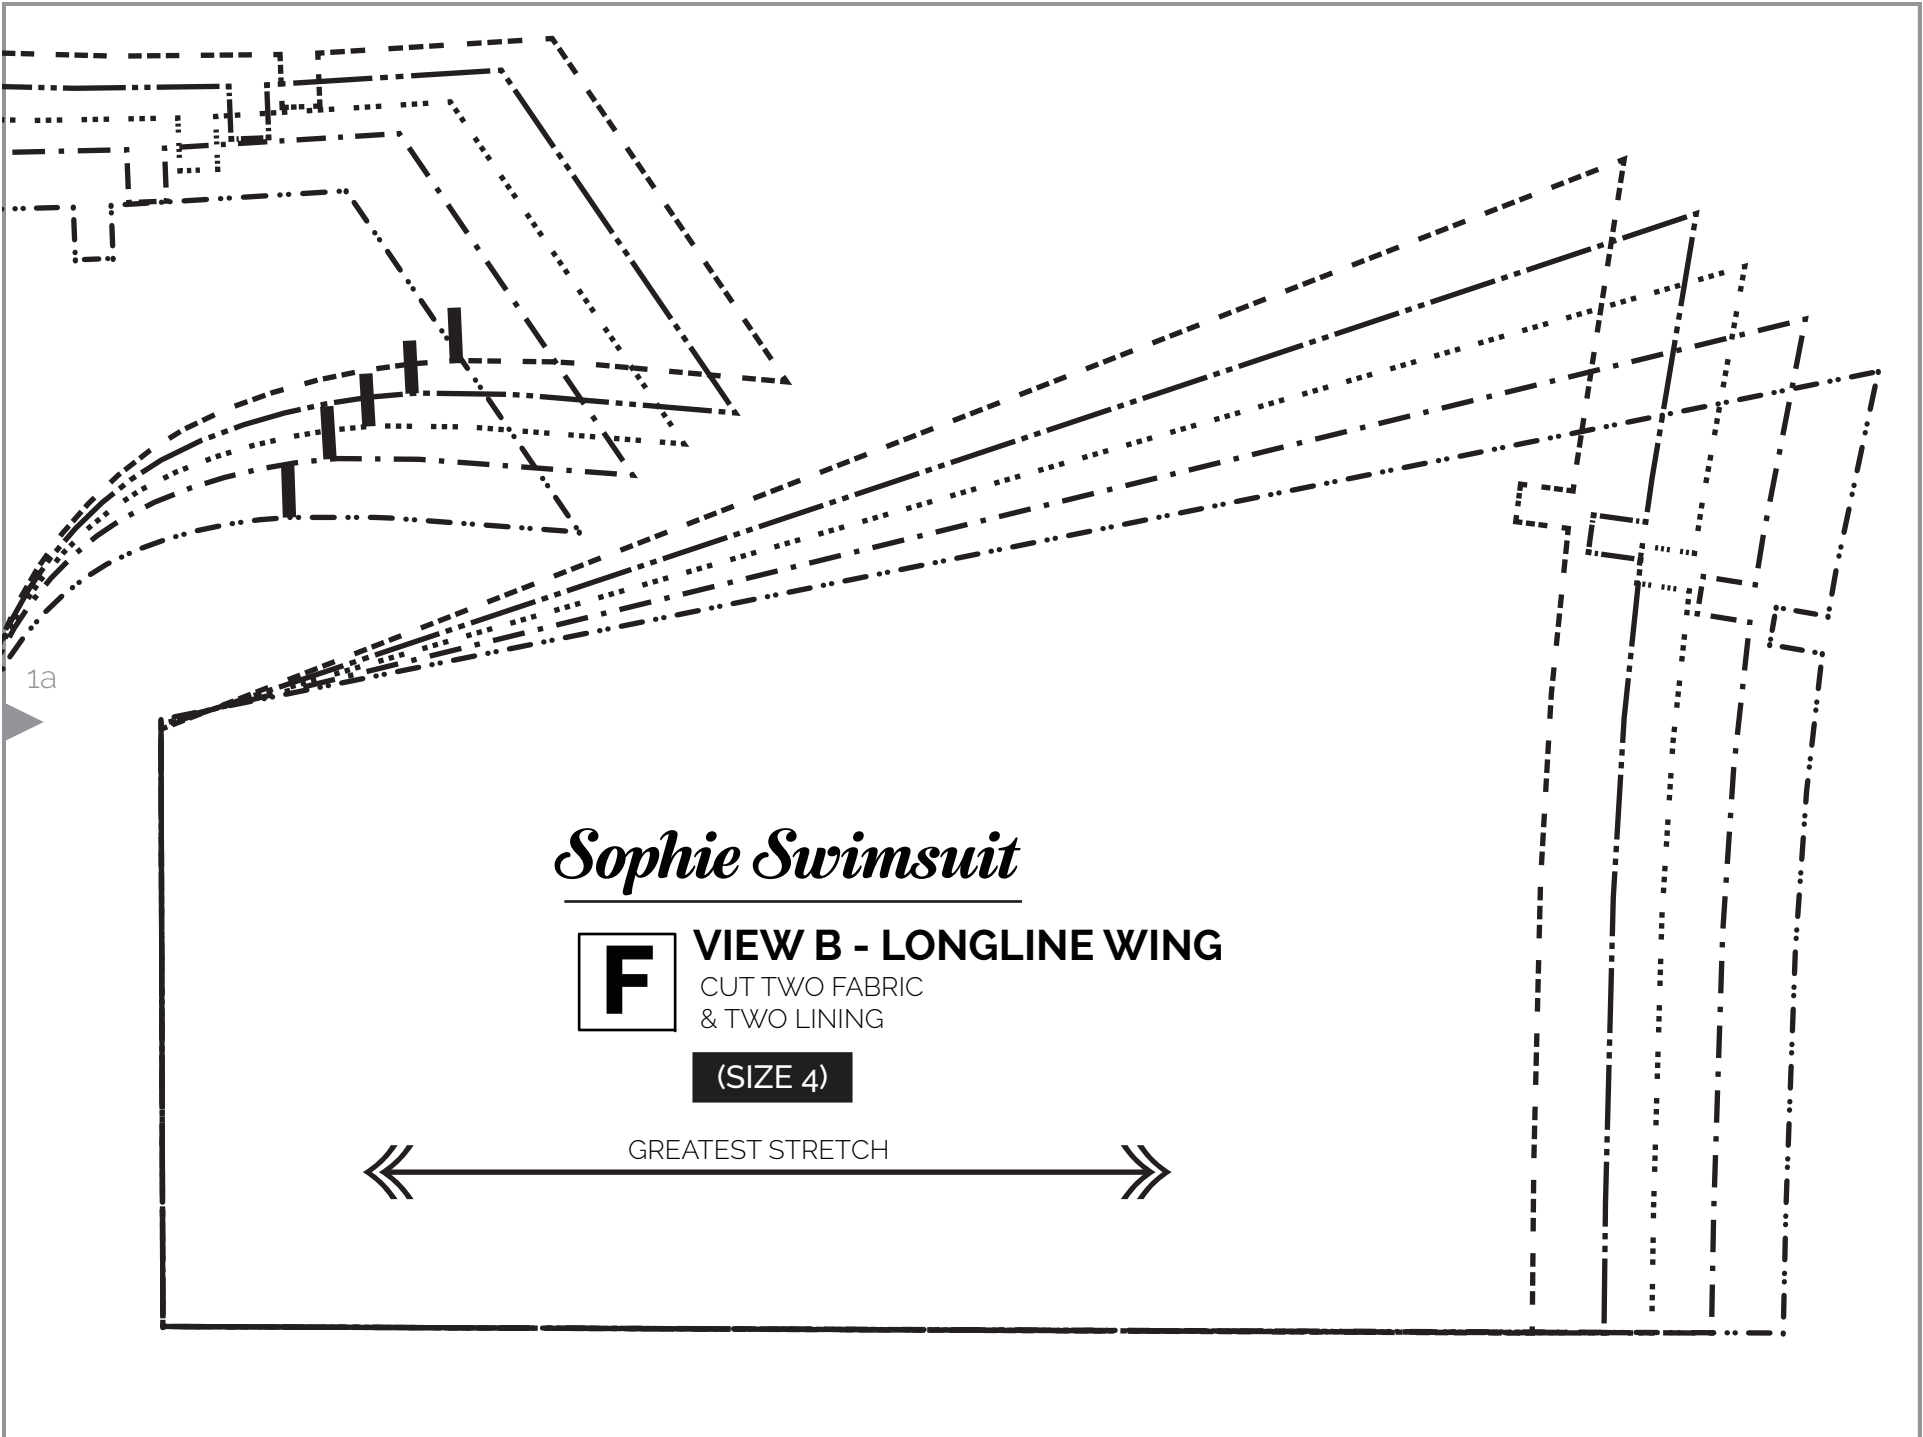 1a
Sophie Swimsuit
F
VIEW B - LONGLINE WING
CUT TWO FABRIC
& TWO LINING
(SIZE 4)
GREATEST STRETCH